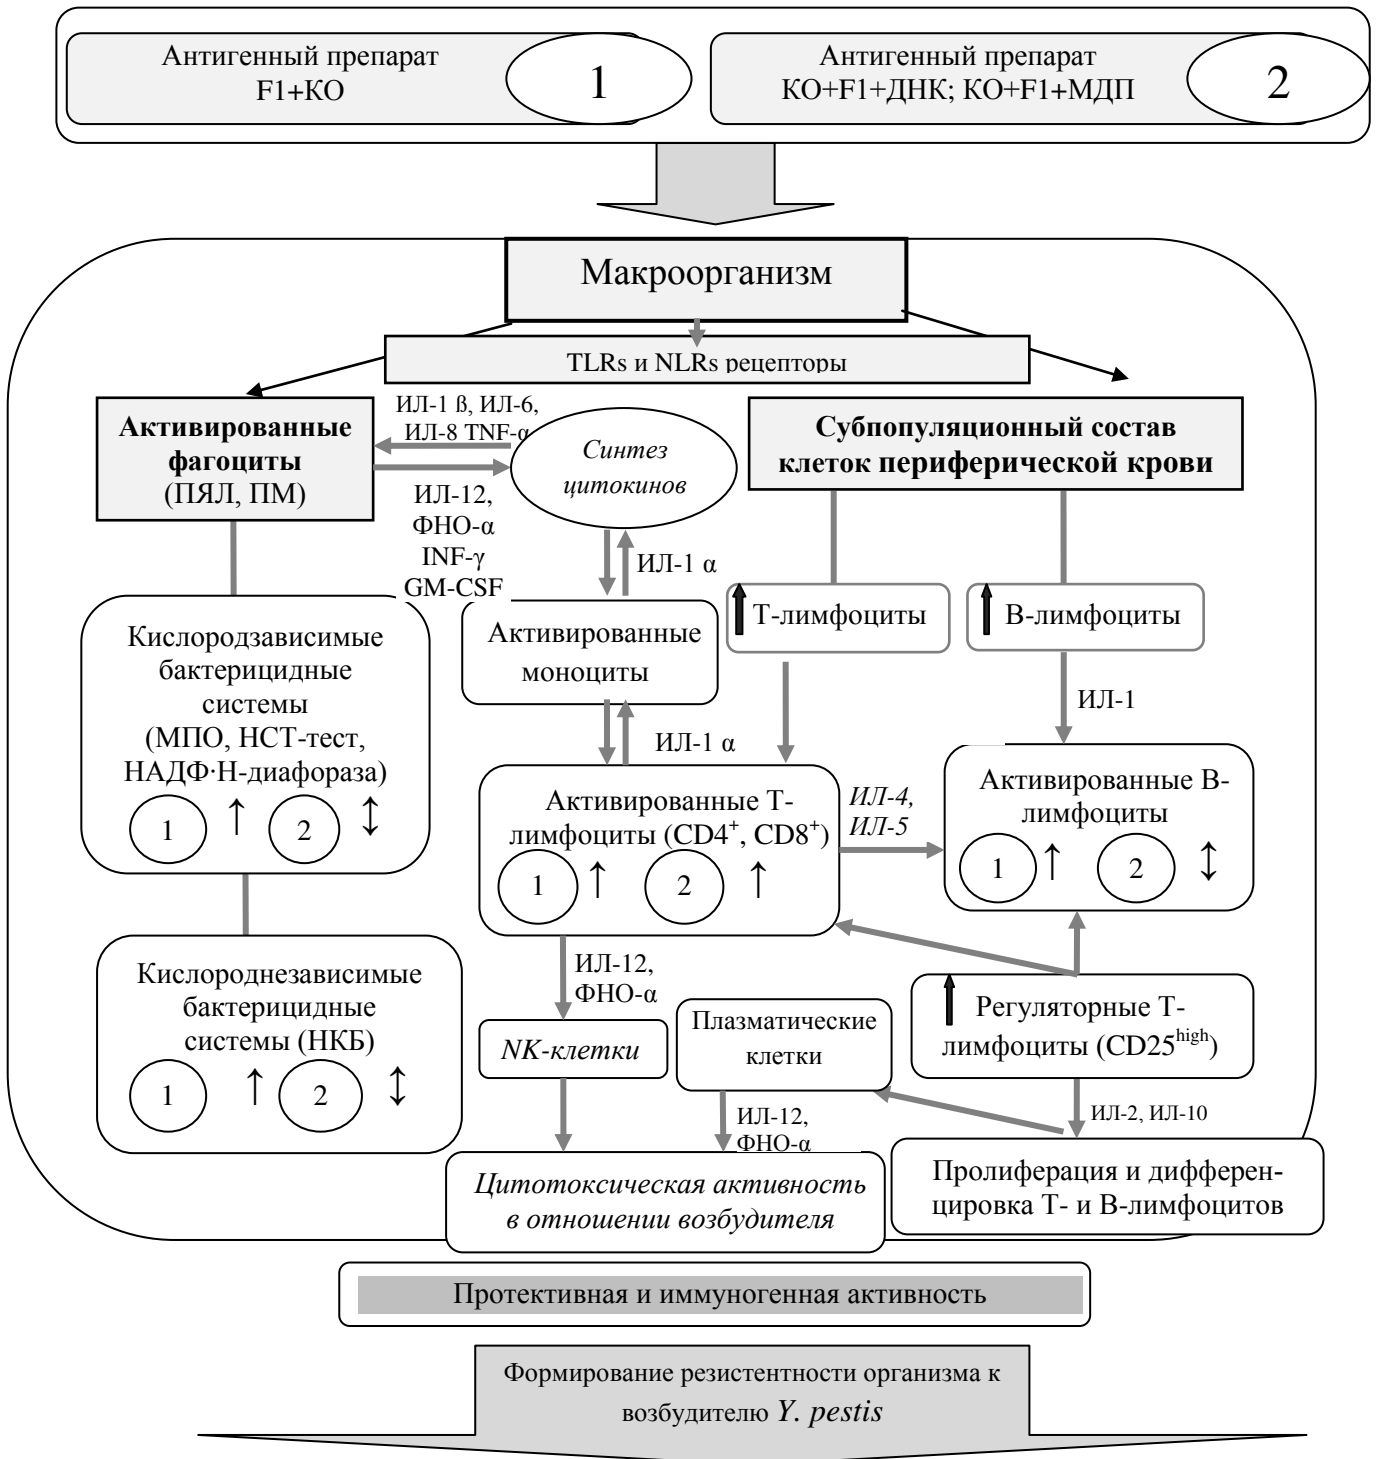 Антигенный препарат
F1+КО
1
Антигенный препарат
КО+F1+ДНК; КО+F1+МДП
2
Макроорганизм
TLRs и NLRs рецепторы
Активированные
фагоциты
(ПЯЛ, ПМ)
ИЛ-1 ß, ИЛ-6,
ИЛ-8 TNF-α
Синтез
цитокинов
ИЛ-12,
ФНО-α
INF-γ
GM-CSF
Субпопуляционный состав
клеток периферической крови
ИЛ-1 α
Т-лимфоциты
В-лимфоциты
Кислородзависимые
бактерицидные
системы
(МПО, НСТ-тест,
НАДФ·Н-диафораза)
1 ↑ 2 ↕
Активированные
моноциты
ИЛ-1 α
ИЛ-1
Активированные Т-
лимфоциты (CD4+, CD8+)
1 ↑ 2 ↑
ИЛ-4,
ИЛ-5
Активированные В-
лимфоциты
1 ↑ 2 ↕
Кислороднезависимые
бактерицидные
системы (НКБ)
1 ↑ 2 ↕
ИЛ-12,
ФНО-α
NK-клетки
Плазматические
клетки
Регуляторные Т-
лимфоциты (CD25high)
ИЛ-12,
ФНО-α
ИЛ-2, ИЛ-10
Цитотоксическая активность
в отношении возбудителя
Пролиферация и дифферен-
цировка Т- и В-лимфоцитов
Протективная и иммуногенная активность
Формирование резистентности организма к
возбудителю Y. pestis